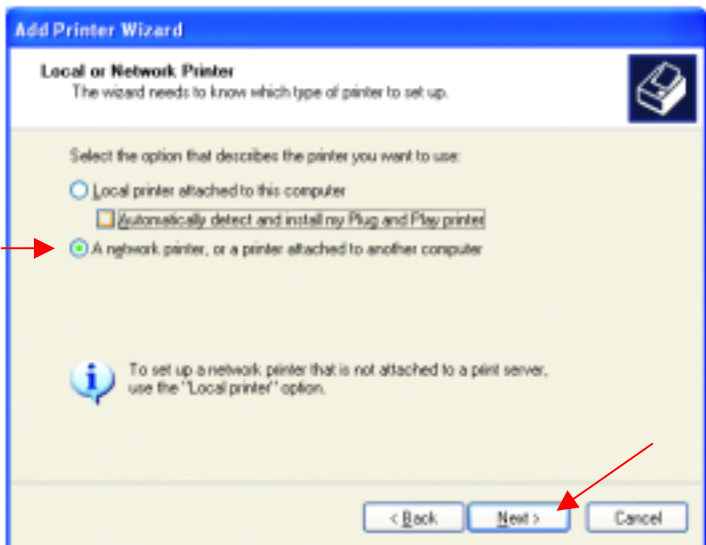 Add Printer Wizard
Local or Network Printer
The wizard needs to know which type of printer to set up.
Select the option that describes the printer you want to use:
Local printer attached to this computer
Automatically detect and install my Plug and Play printer
A network printer, or a printer attached to another computer
To set up a network printer that is not attached to a print server,
use the "Local printer" option.
< Back Next > Cancel